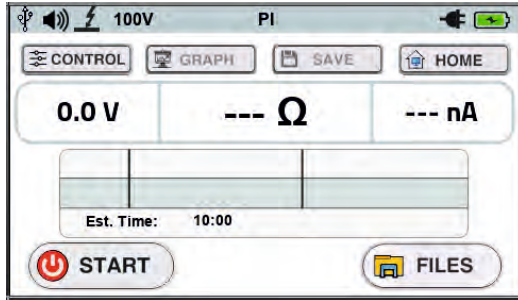 100V PI
CONTROL GRAPH SAVE HOME
0.0 V --- Ω --- nA
Est. Time: 10:00
START FILES